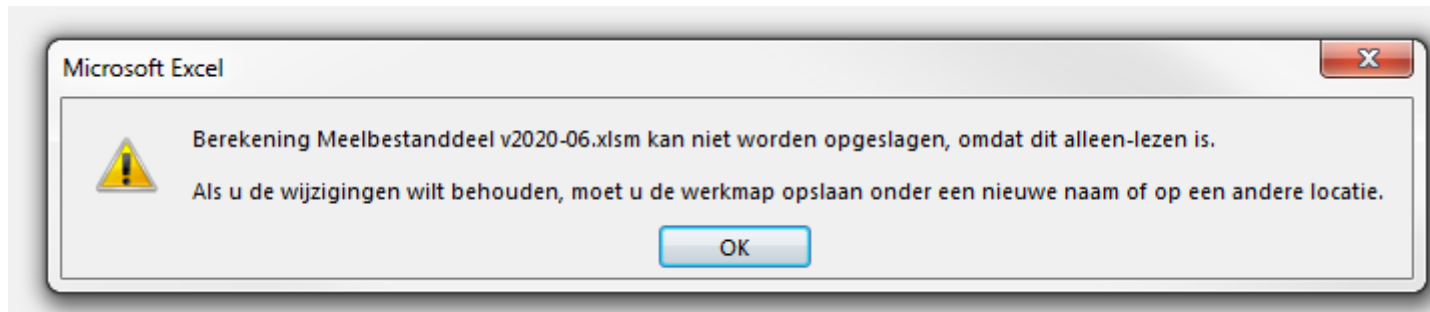 Microsoft Excel
Berekening Meelbestanddeel v2020-06.xlsm kan niet worden opgeslagen, omdat dit alleen-lezen is.
Als u de wijzigingen wilt behouden, moet u de werkmap opslaan onder een nieuwe naam of op een andere locatie.
OK